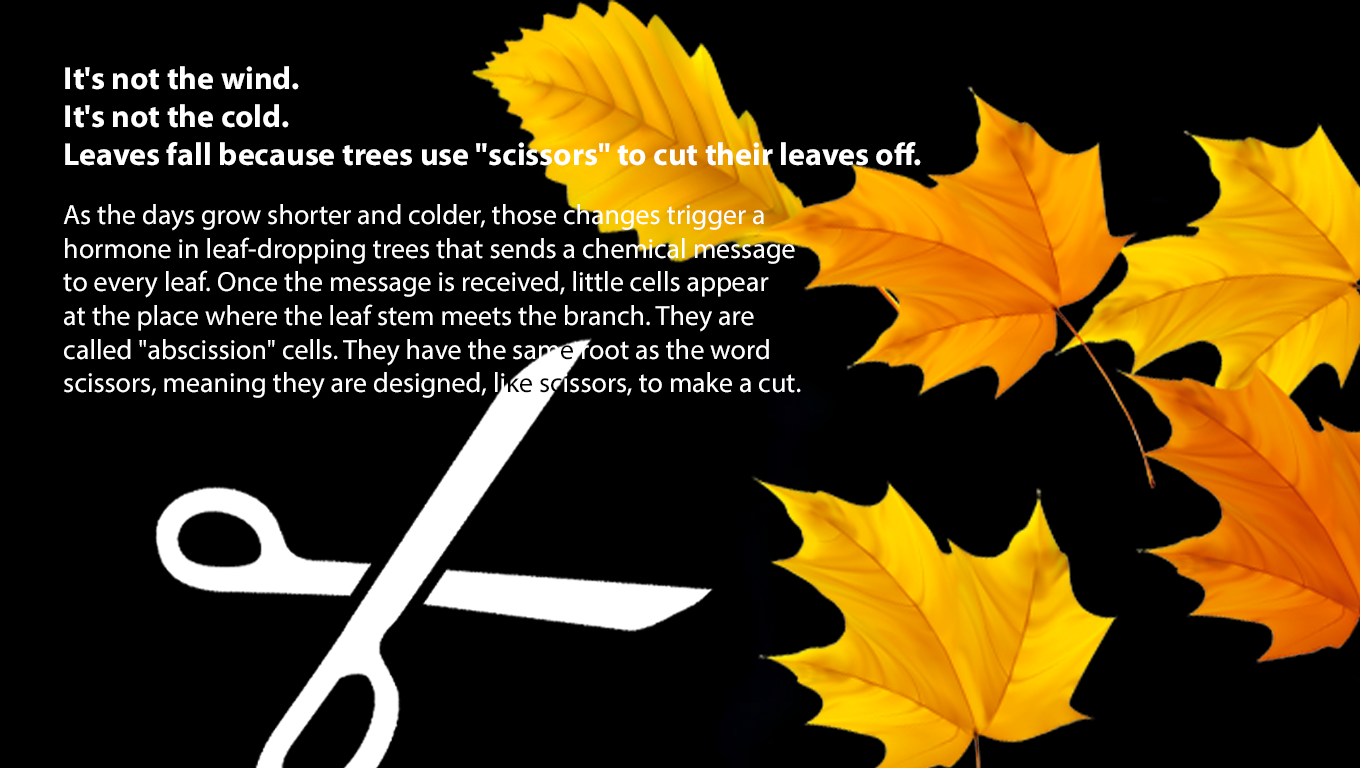 It's not the wind.
It's not the cold.
Leaves fall because trees use "scissors" to cut their leaves off.
As the days grow shorter and colder, those changes trigger a
hormone in leaf-dropping trees that sends a chemical message
to every leaf. Once the message is received, little cells appear
at the place where the leaf stem meets the branch. They are
called "abscission" cells. They have the same root as the word
scissors, meaning they are designed, like scissors, to make a cut.